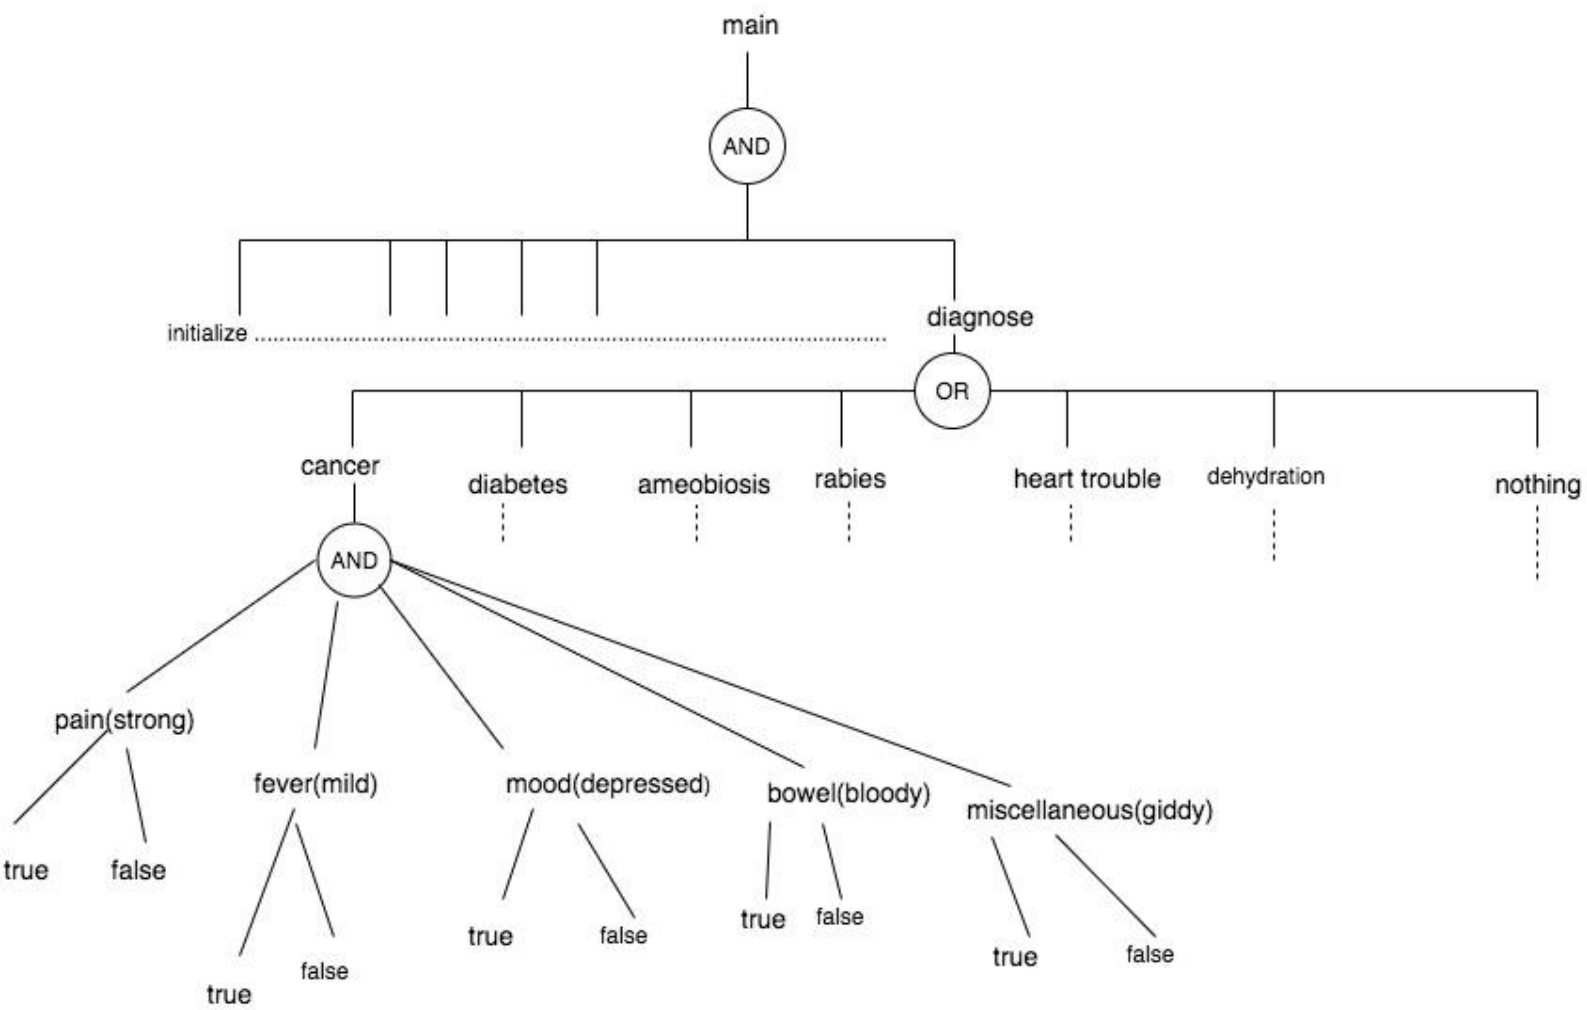 main
AND
initialize
diagnose
OR
cancer
diabetes
ameobiosis
rabies
heart trouble
dehydration
nothing
AND
pain(strong)
fever(mild)
mood(depressed)
bowel(bloody)
miscellaneous(giddy)
true
false
true
false
true
false
true
false
true
false